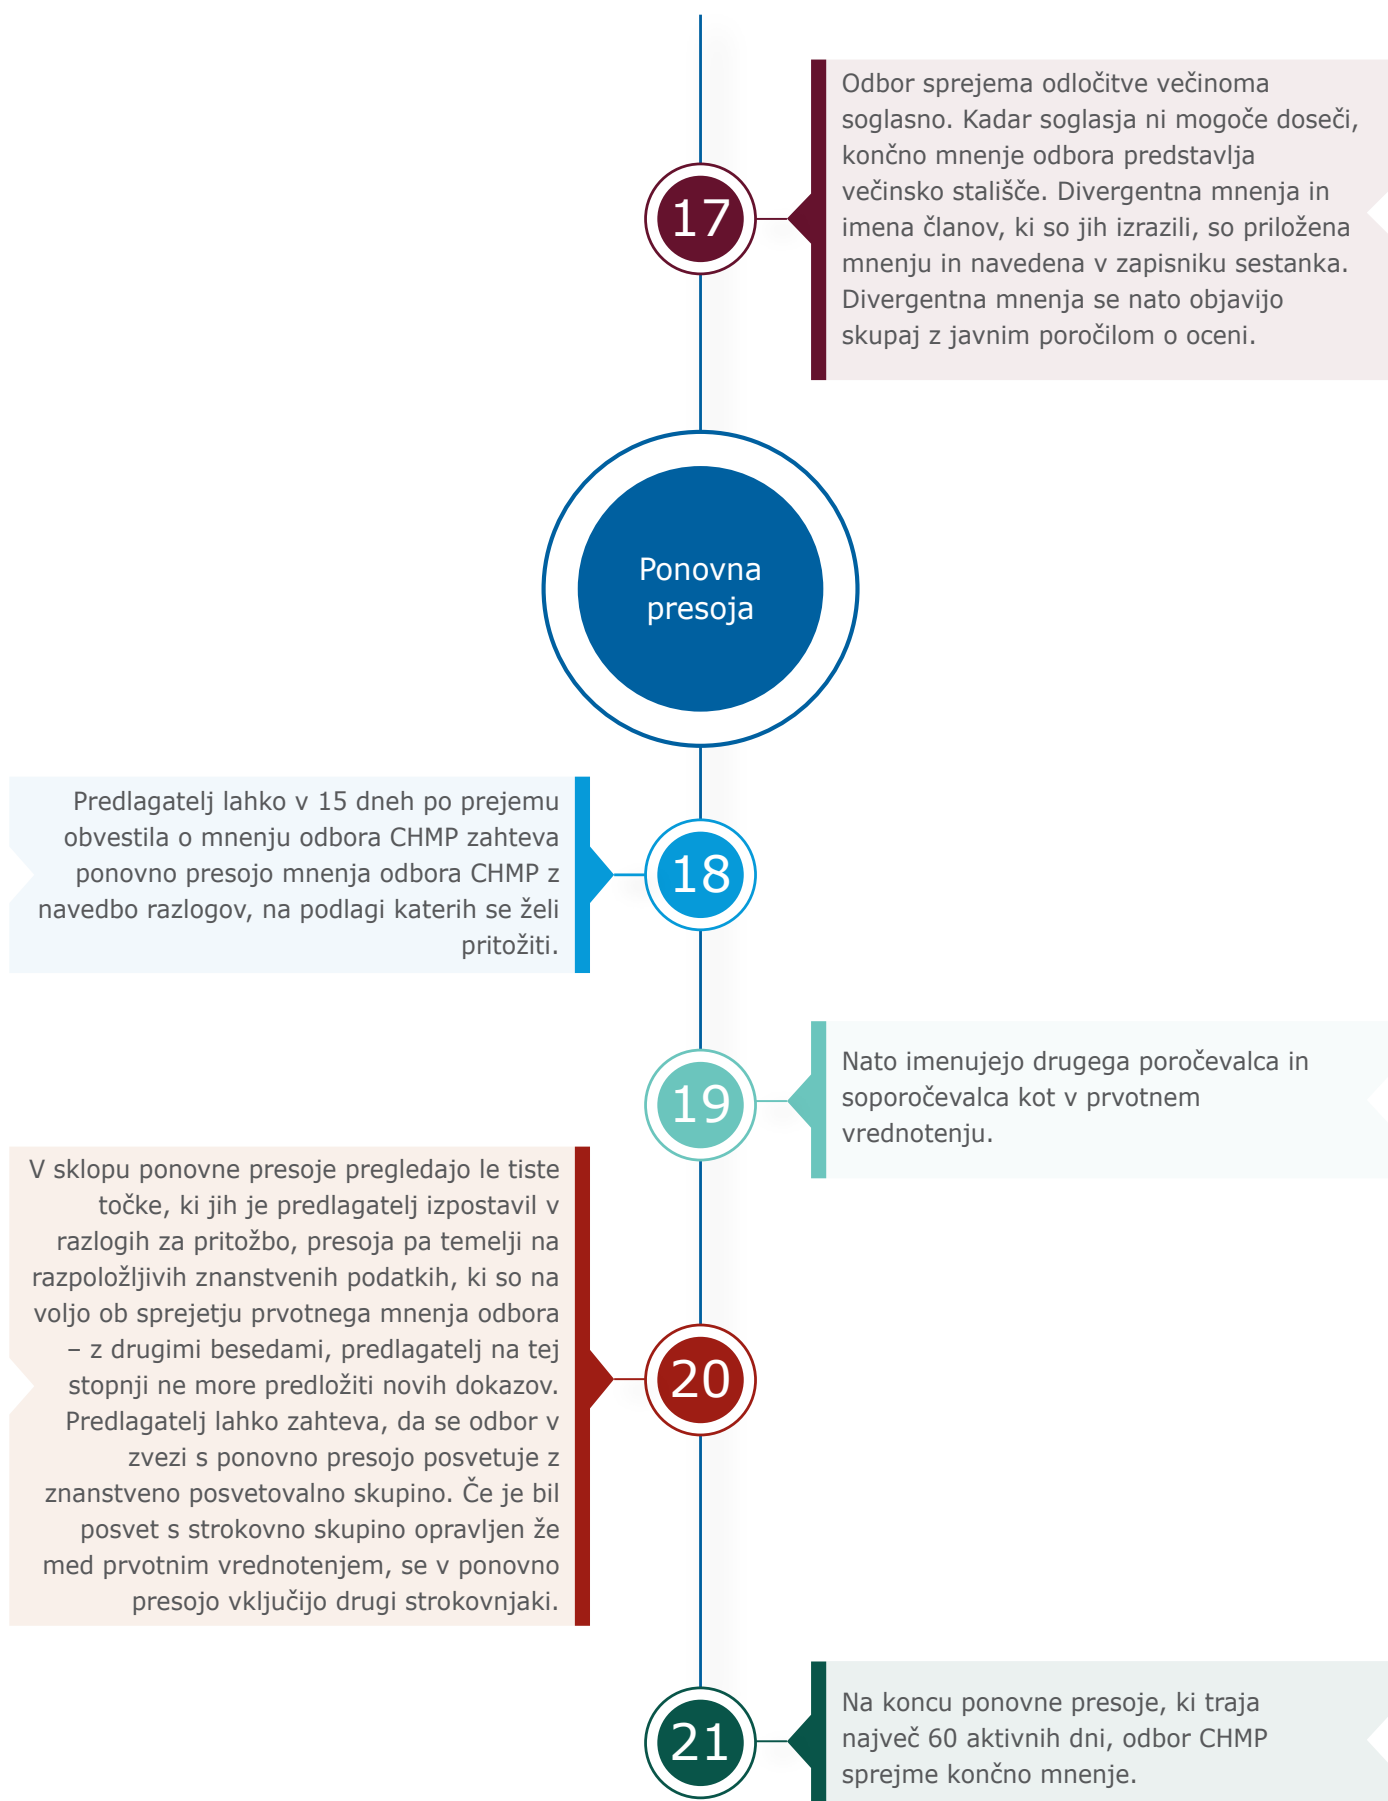 17
Odbor sprejema odločitve večinoma
soglasno. Kadar soglasja ni mogoče doseči,
končno mnenje odbora predstavlja
večinsko stališče. Divergentna mnenja in
imena članov, ki so jih izrazili, so priložena
mnenju in navedena v zapisniku sestanka.
Divergentna mnenja se nato objavijo
skupaj z javnim poročilom o oceni.
Ponovna
presoja
Predlagatelj lahko v 15 dneh po prejemu
obvestila o mnenju odbora CHMP zahteva
ponovno presojo mnenja odbora CHMP z
navedbo razlogov, na podlagi katerih se želi
pritožiti.
18
19
Nato imenujejo drugega poročevalca in
soporočevalca kot v prvotnem
vrednotenju.
V sklopu ponovne presoje pregledajo le tiste
točke, ki jih je predlagatelj izpostavil v
razlogih za pritožbo, presoja pa temelji na
razpoložljivih znanstvenih podatkih, ki so na
voljo ob sprejetju prvotnega mnenja odbora
– z drugimi besedami, predlagatelj na tej
stopnji ne more predložiti novih dokazov.
Predlagatelj lahko zahteva, da se odbor v
zvezi s ponovno presojo posvetuje z
znanstveno posvetovalno skupino. Če je bil
posvet s strokovno skupino opravljen že
med prvotnim vrednotenjem, se v ponovno
presojo vključijo drugi strokovnjaki.
20
21
Na koncu ponovne presoje, ki traja
največ 60 aktivnih dni, odbor CHMP
sprejme končno mnenje.